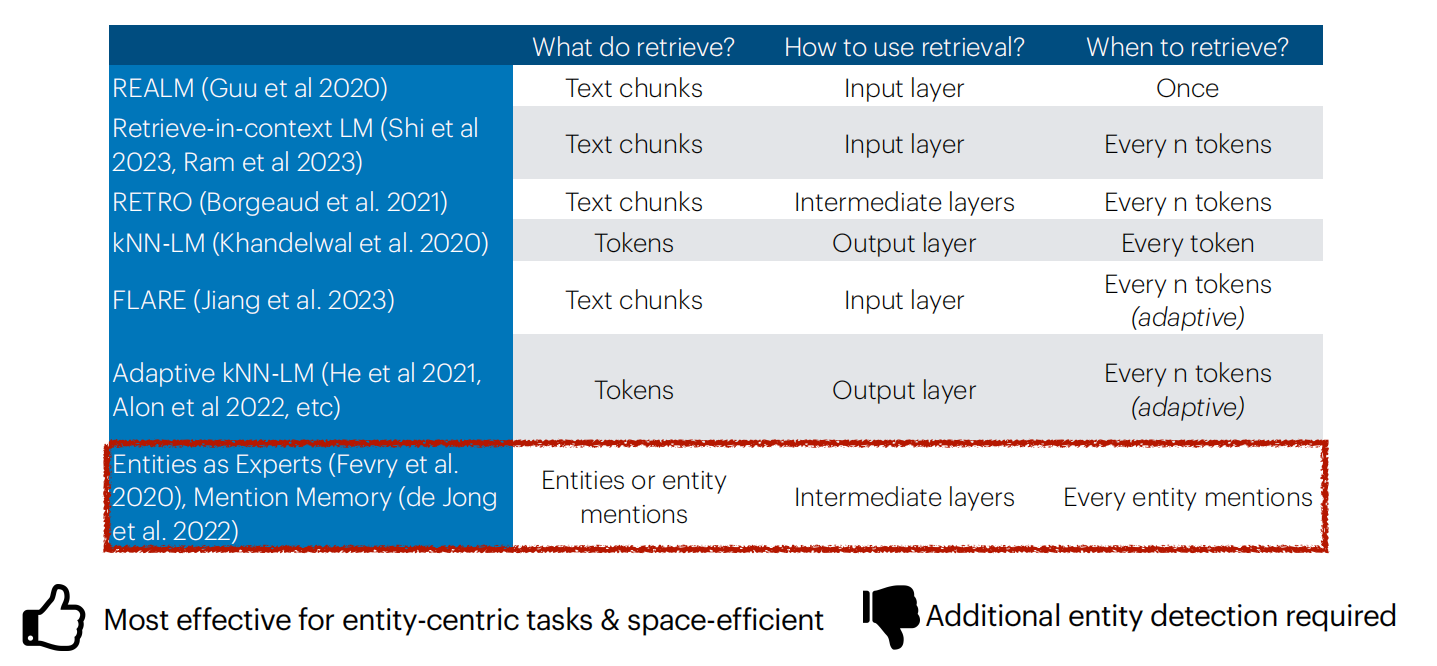 What do retrieve? How to use retrieval? When to retrieve?
REALM (Guu et al 2020) Text chunks Input layer Once
Retrieve-in-context LM (Shi et al
2023, Ram et al 2023) Text chunks Input layer Every n tokens
RETRO (Borgeaud et al. 2021) Text chunks Intermediate layers Every n tokens
kNN-LM (Khandelwal et al. 2020) Tokens Output layer Every token
FLARE (Jiang et al. 2023) Text chunks Input layer Every n tokens
(adaptive)
Adaptive kNN-LM (He et al 2021,
Alon et al 2022, etc) Tokens Output layer Every n tokens
(adaptive)
Entities as Experts (Fevry et al.
2020), Mention Memory (de Jong
et al. 2022) Entities or entity
mentions Intermediate layers Every entity mentions
Most effective for entity-centric tasks & space-efficient
Additional entity detection required